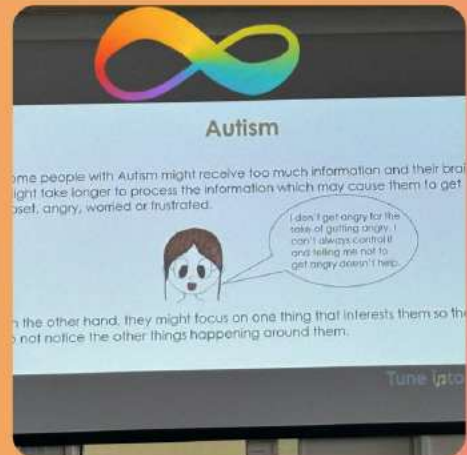 Autism
ome people with Autism might receive too much information and their brai
ight take longer to process the information which may cause them to get
pset, angry, worried or frustrated.
I don't get angry for the
sake of getting angry. I
can't always control it
and telling me not to
get angry doesn't help.
n the other hand, they might focus on one thing that interests them so the
not notice the other things happening around them.
Tune into